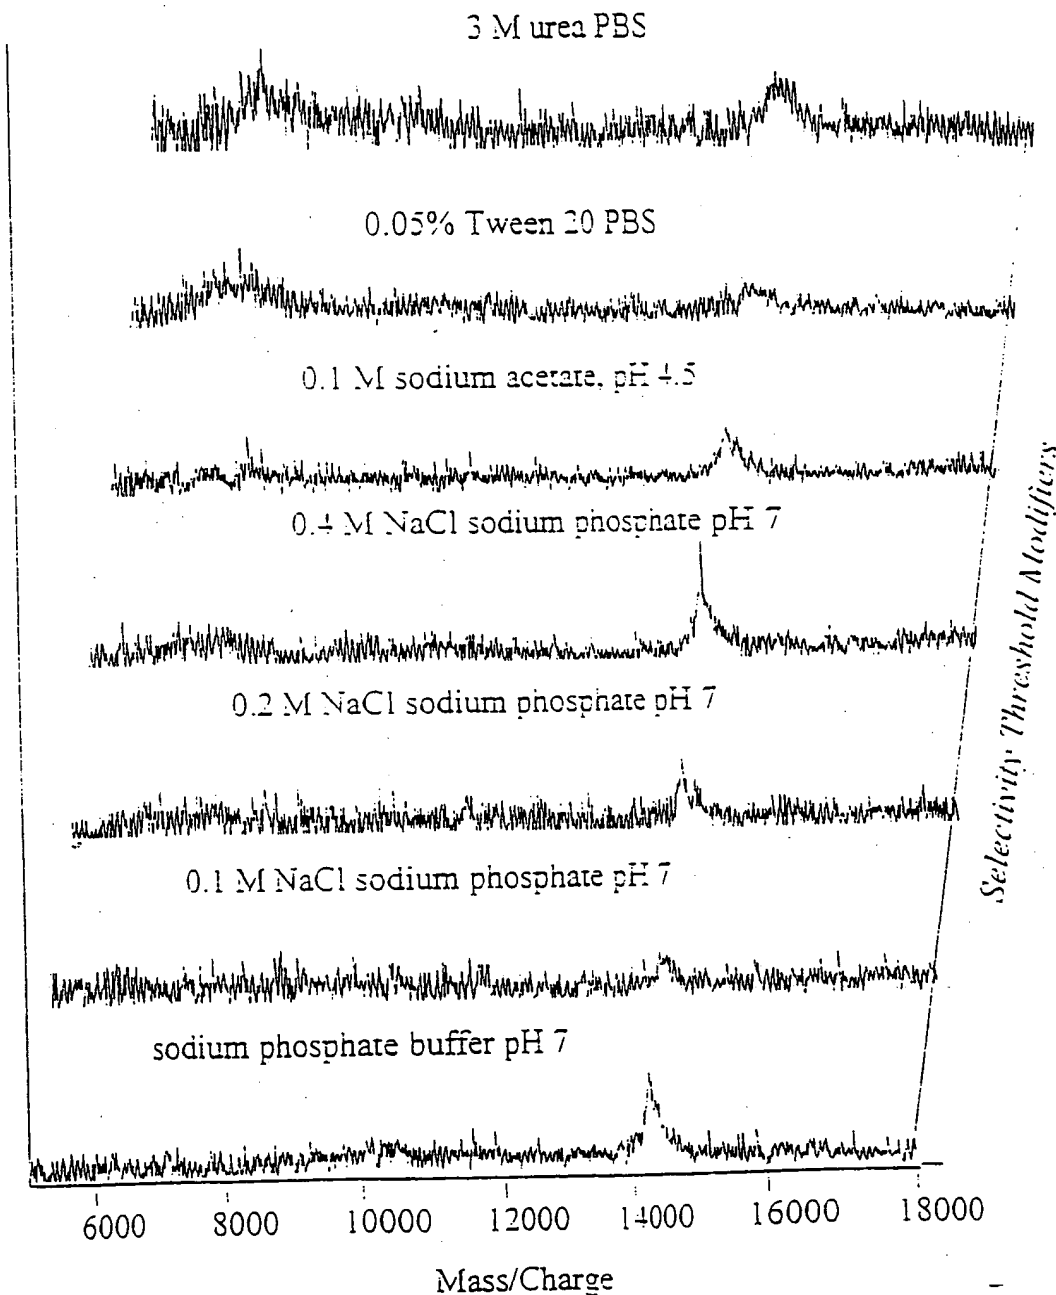 3 M urea PBS
0.05% Tween 20 PBS
0.1 M sodium acetate, pH 4.5
0.4 M NaCl sodium phosphate pH 7
0.2 M NaCl sodium phosphate pH 7
0.1 M NaCl sodium phosphate pH 7
sodium phosphate buffer pH 7
Selectivity Threshold Modifiers
6000 8000 10000 12000 14000 16000 18000
Mass/Charge